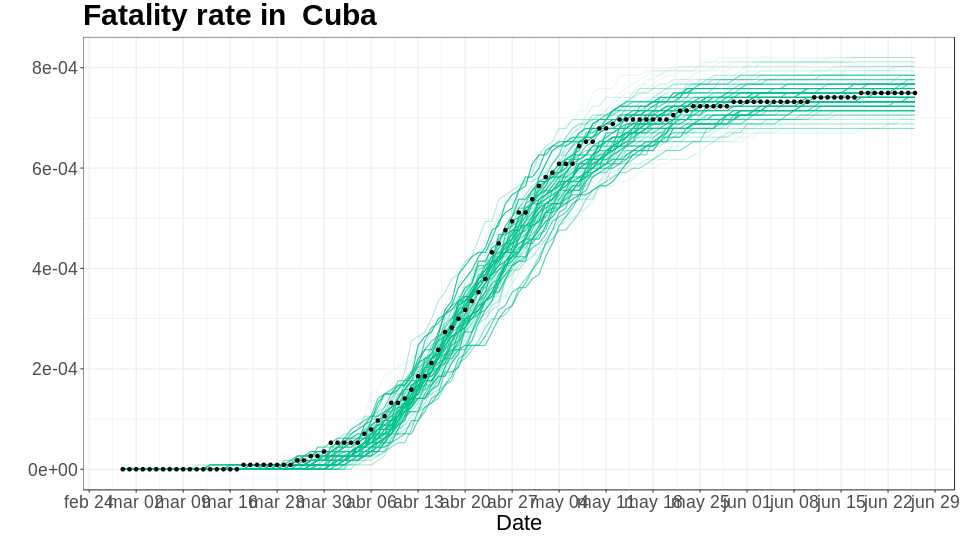 Fatality rate in  Cuba
8e-04
6e-04
4e-04
2e-04
0e+00
feb 24 mar 02 mar 09 mar 16 mar 23 mar 30 abr 06 abr 13 abr 20 abr 27 may 04 may 11 may 18 may 25 jun 01 jun 08 jun 15 jun 22 jun 29
Date